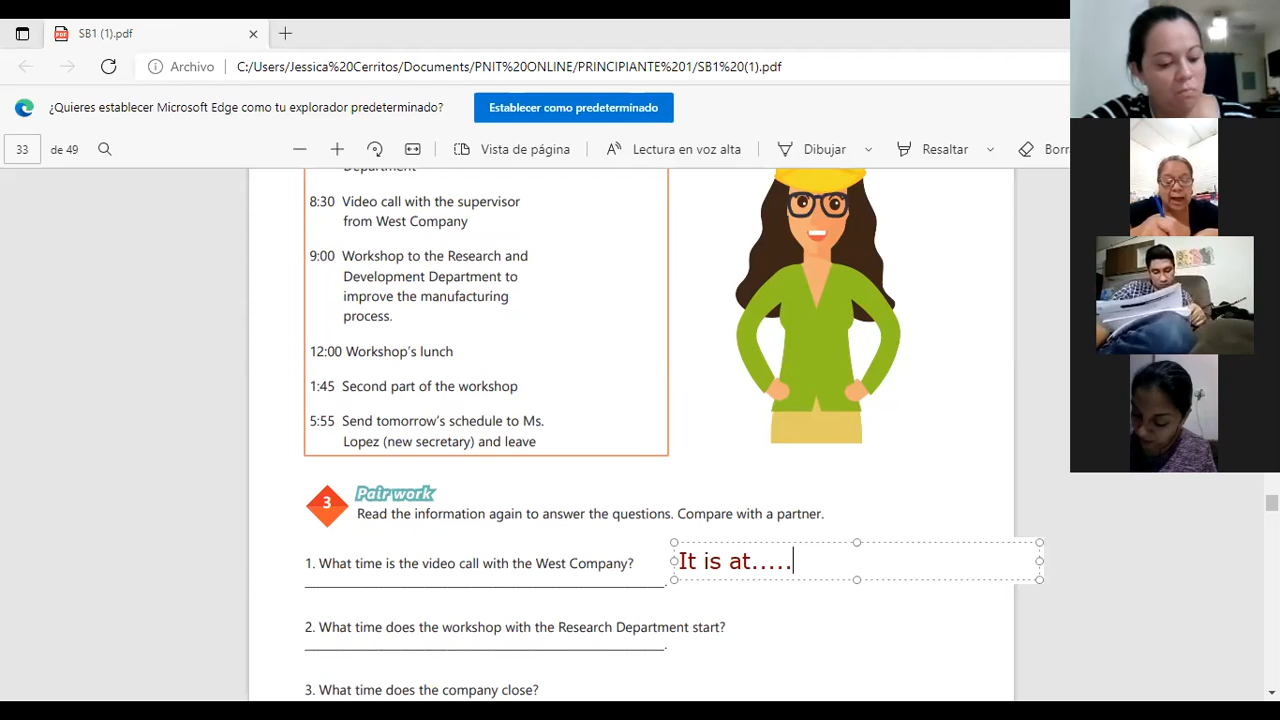 SB1 (1).pdf
Archivo
C:/Users/Jessica%20Cerritos/Documents/PNIT%20ONLINE/PRINCIPIANTE%201/SB1%20(1).pdf
¿Quieres establecer Microsoft Edge como tu explorador predeterminado?
Establecer como predeterminado
33 de 49
Vista de página
Lectura en voz alta
Dibujar
Resaltar
Borr
Department
8:30 Video call with the supervisor
from West Company
9:00 Workshop to the Research and
Development Department to
improve the manufacturing
process.
12:00 Workshop's lunch
1:45 Second part of the workshop
5:55 Send tomorrow's schedule to Ms.
Lopez (new secretary) and leave
3 Pair work
Read the information again to answer the questions. Compare with a partner.
1. What time is the video call with the West Company?
It is at.....
2. What time does the workshop with the Research Department start?
3. What time does the company close?